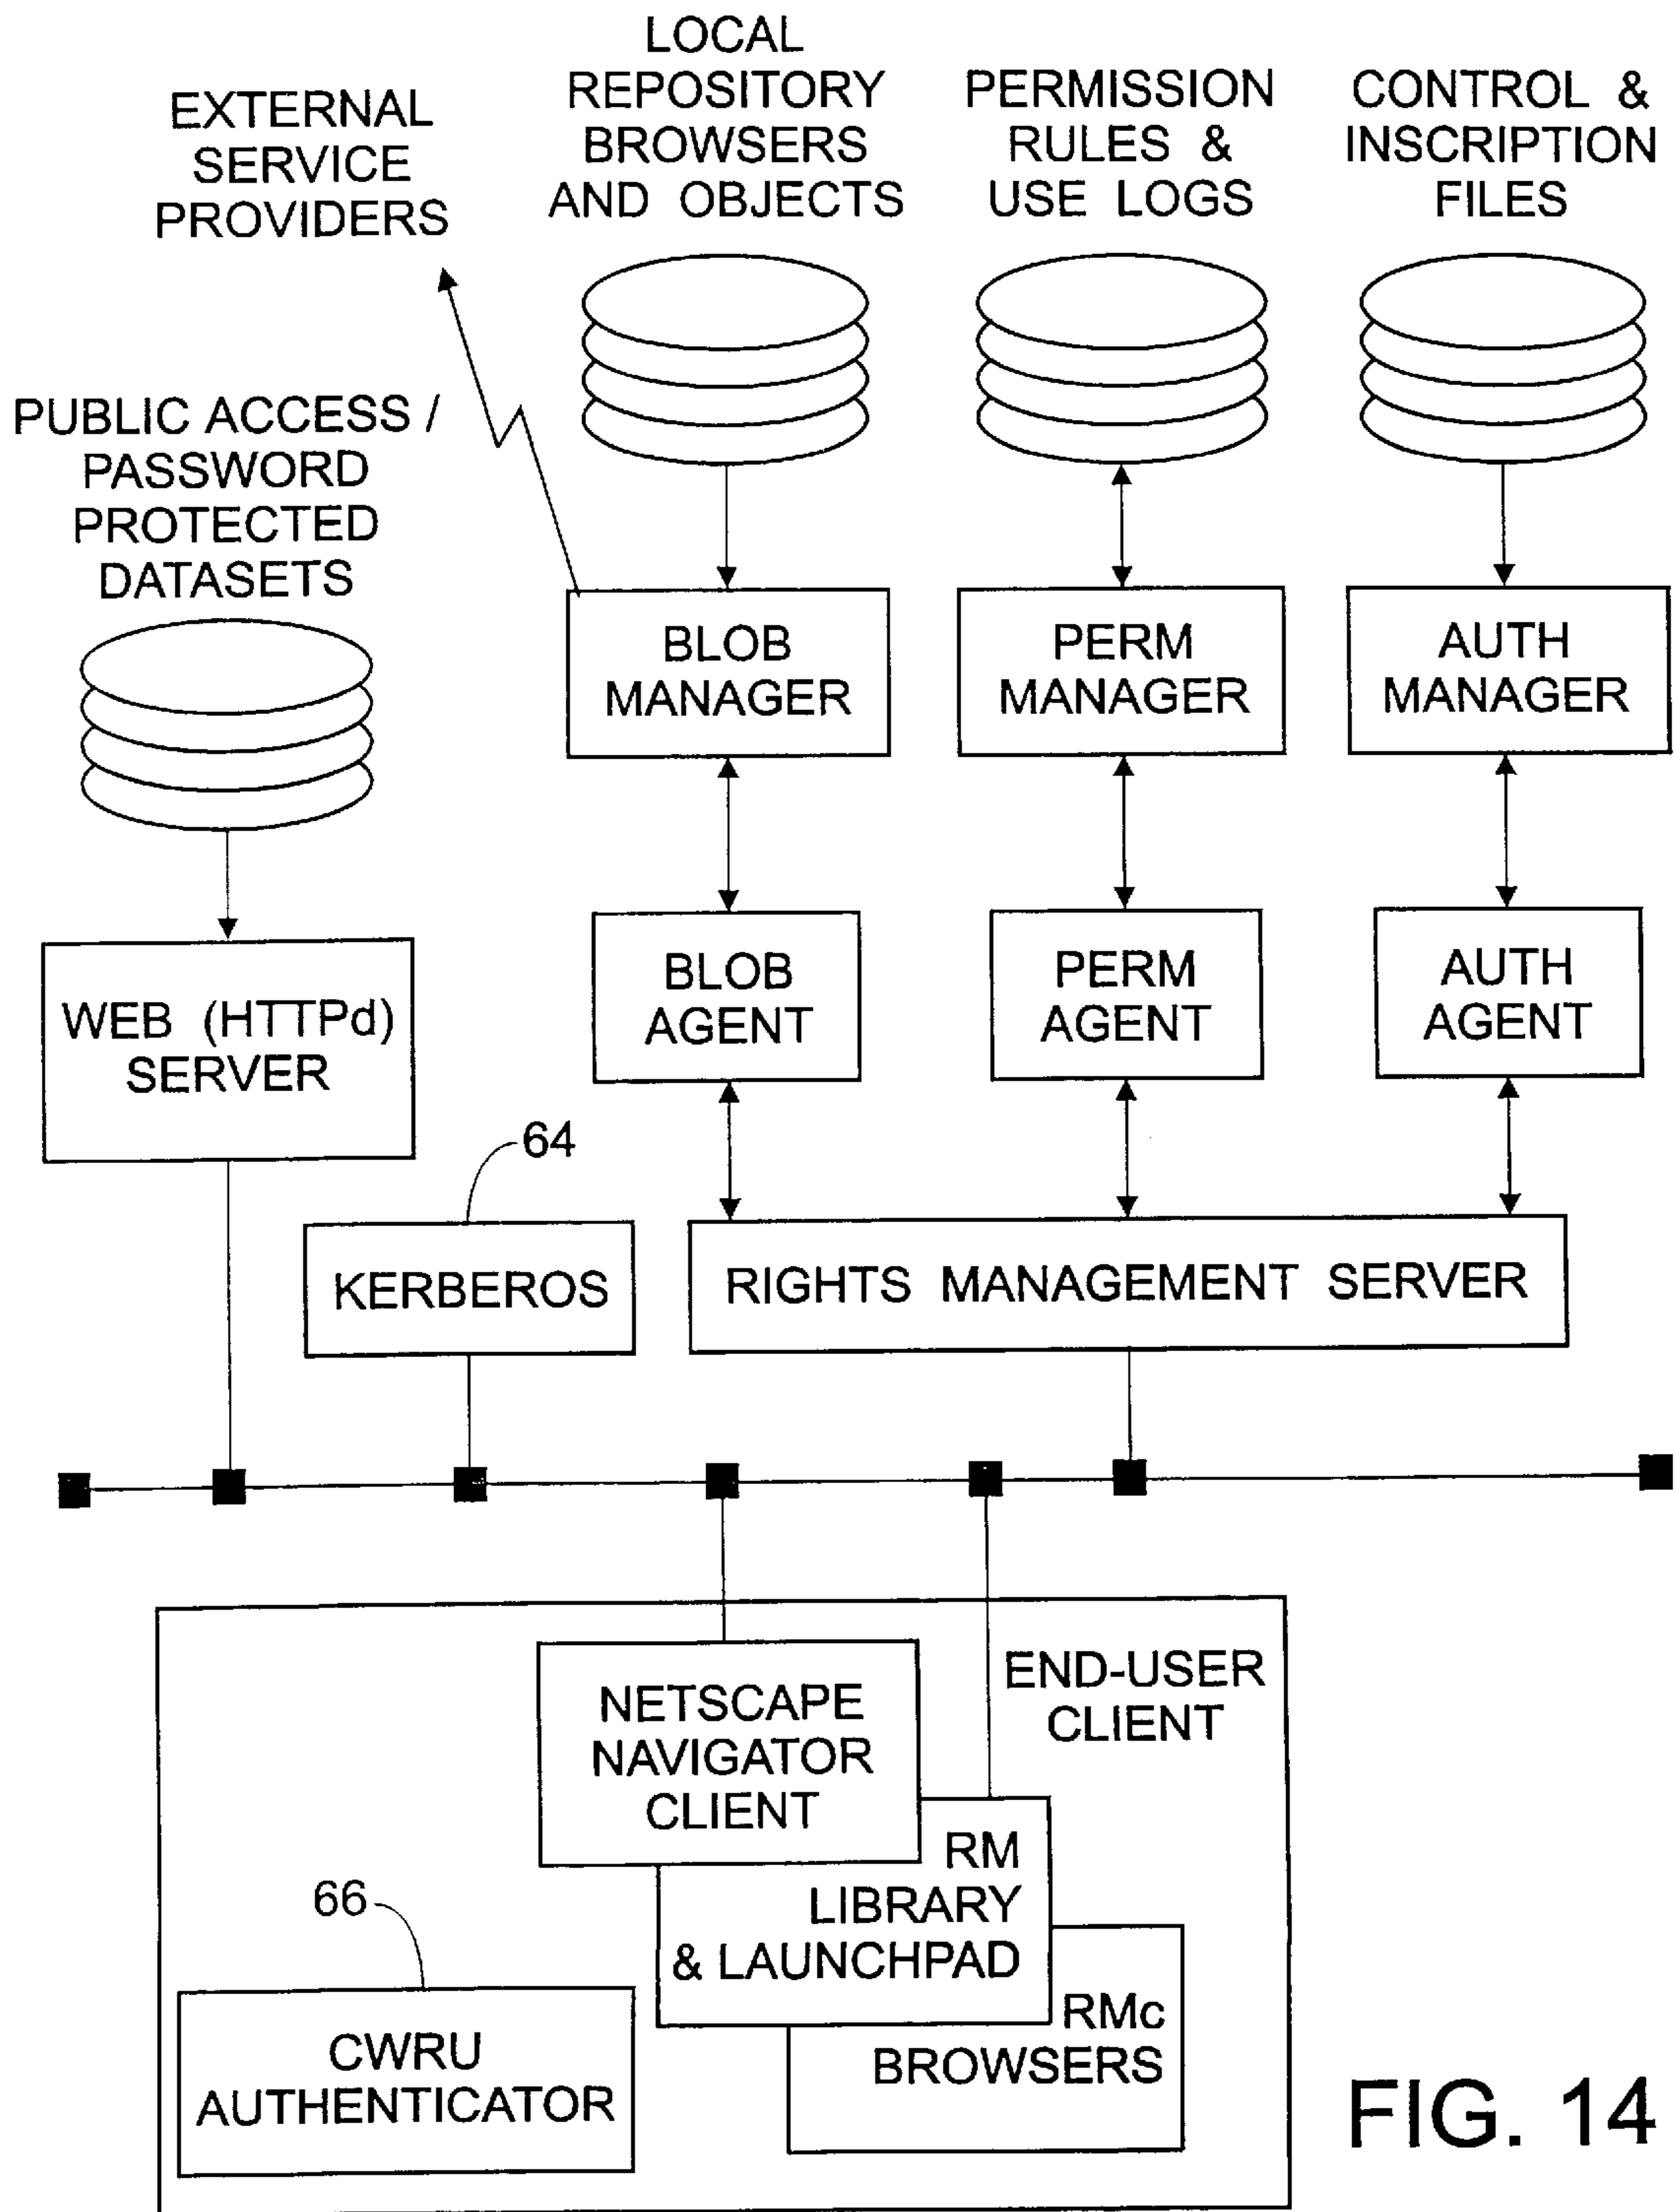 LOCAL
REPOSITORY
BROWSERS
AND OBJECTS
PERMISSION
RULES &
USE LOGS
CONTROL &
INSCRIPTION
FILES
EXTERNAL
SERVICE
PROVIDERS
PUBLIC ACCESS /
PASSWORD
PROTECTED
DATASETS
BLOB
MANAGER
PERM
MANAGER
AUTH
MANAGER
BLOB
AGENT
PERM
AGENT
AUTH
AGENT
WEB (HTTPd)
SERVER
64
KERBEROS
RIGHTS MANAGEMENT SERVER
END-USER
CLIENT
NETSCAPE
NAVIGATOR
CLIENT
RM
LIBRARY
& LAUNCHPAD
RMc
BROWSERS
66
CWRU
AUTHENTICATOR
FIG. 14